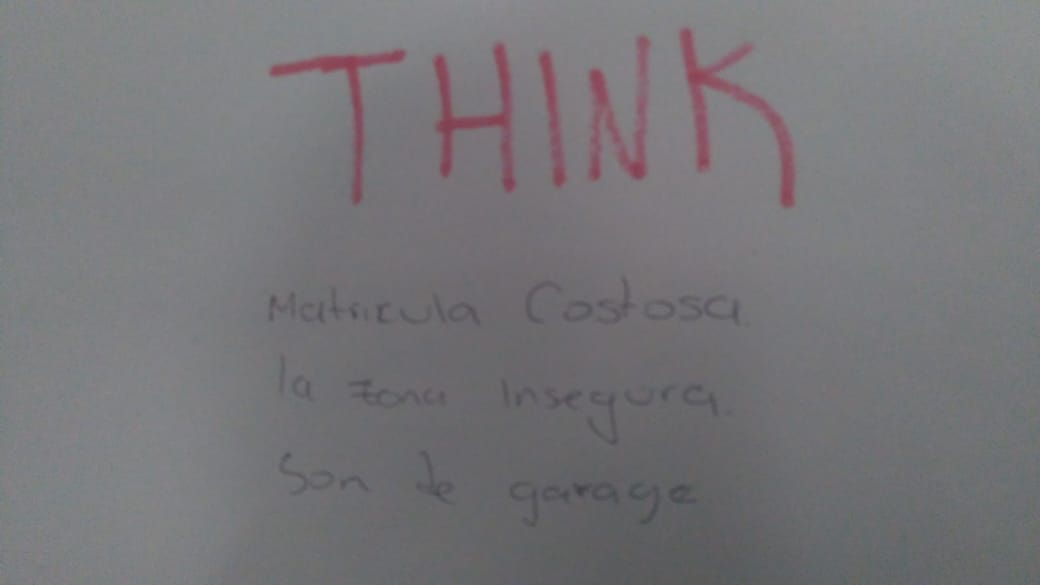 THINK
Matricula Costosa.
la zona Insegura.
Son de garage